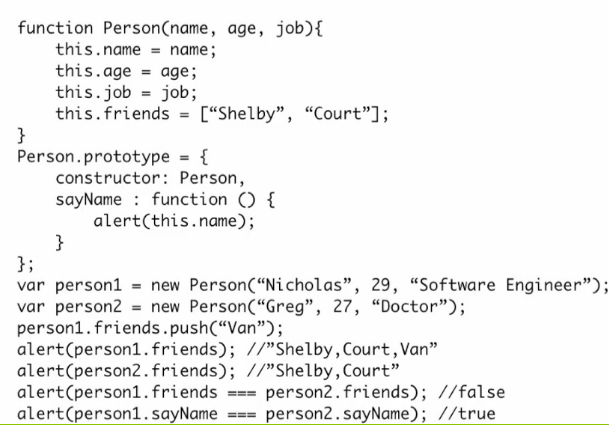 function Person(name, age, job){
    this.name = name;
    this.age = age;
    this.job = job;
    this.friends = [“Shelby”, “Court”];
}
Person.prototype = {
    constructor: Person,
    sayName : function () {
        alert(this.name);
    }
};
var person1 = new Person(“Nicholas”, 29, “Software Engineer”);
var person2 = new Person(“Greg”, 27, “Doctor”);
person1.friends.push(“Van”);
alert(person1.friends); //”Shelby,Court,Van”
alert(person2.friends); //”Shelby,Court”
alert(person1.friends === person2.friends); //false
alert(person1.sayName === person2.sayName); //true